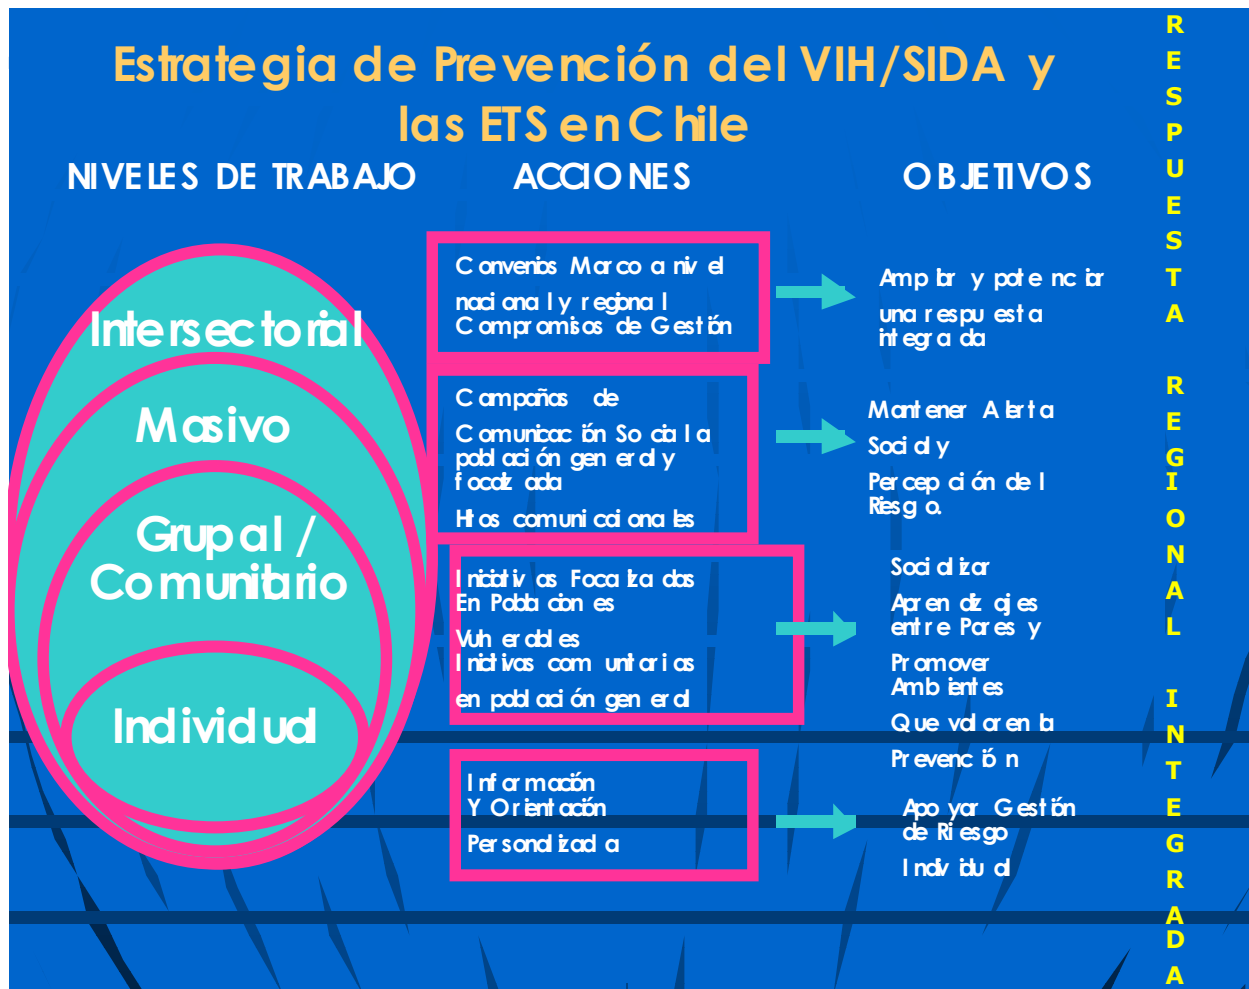 Estrategia de Prevención del VIH/SIDA y
las ETS en Chile
NIVELES DE TRABAJO
ACCIONES
OBJETIVOS
Intersectorial
Masivo
Grupal /
Comunitario
Individual
Convenios Marco a nivel
nacional y regional
Compromisos de Gestión
Campañas de
Comunicación Social a
población general y
focalizada
Hitos comunicacionales
Iniciativas Focalizadas
En Poblaciones
Vulnerables
Iniciativas comunitarias
en población general
Información
Y Orientación
Personalizada
Ampliar y potenciar
una respuesta
integrada
Mantener Alerta
Social y
Percepción del
Riesgo.
Socializar
Aprendizajes
entre Pares y
Promover
Ambientes
Que valoren la
Prevención
Apoyar Gestión
de Riesgo
Individual
RESPUESTA REGIONAL INTEGRADA